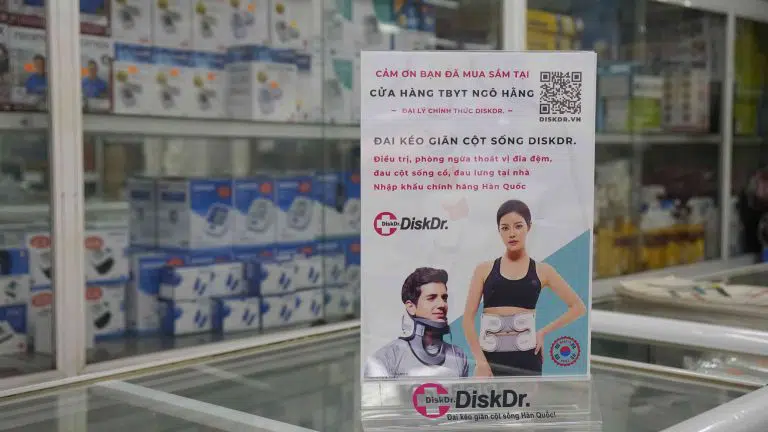 CẢM ƠN BẠN ĐÃ MUA SẮM TẠI
CỬA HÀNG TBYT NGÔ HẰNG
– ĐẠI LÝ CHÍNH THỨC DISKDR. –
DISKDR.VN
ĐAI KÉO GIÃN CỘT SỐNG DISKDR.
Điều trị, phòng ngừa thoát vị đĩa đệm,
đau cột sống cổ, đau lưng tại nhà
Nhập khẩu chính hãng Hàn Quốc
DiskDr. DiskDr.
DiskDr. DiskDr.
Đai kéo giãn cột sống Hàn Quốc!